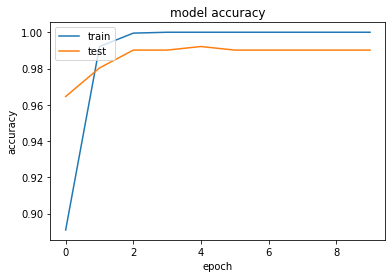 model accuracy
train
test
1.00
0.98
0.96
0.94
0.92
0.90
accuracy
0 2 4 6 8
epoch